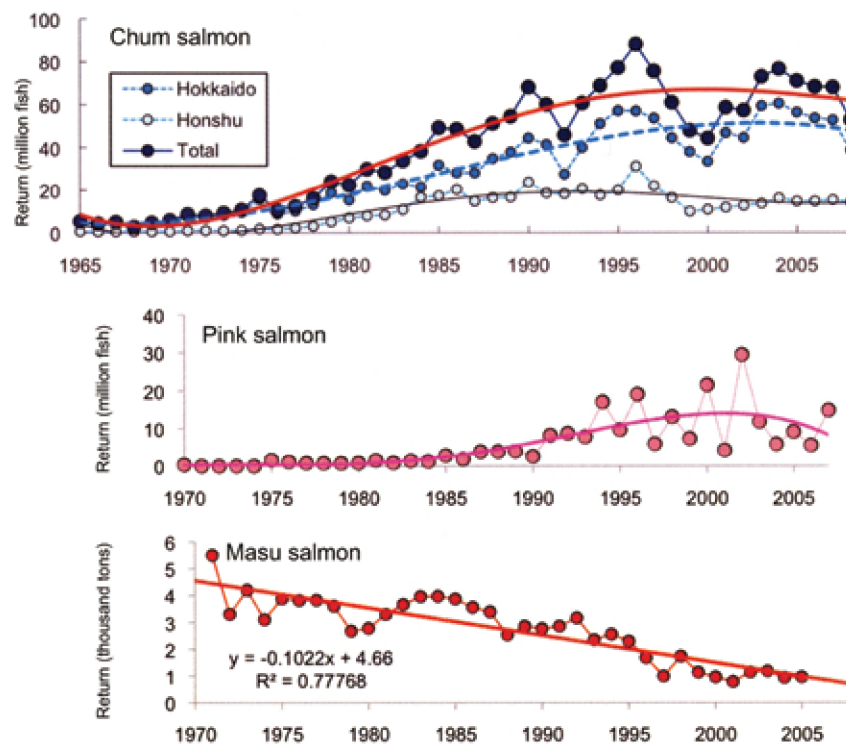 Chum salmon
Return (million fish)
100
80
60
40
20
0
Hokkaido
Honshu
Total
1965 1970 1975 1980 1985 1990 1995 2000 2005
Pink salmon
Return (million fish)
40
30
20
10
0
1970 1975 1980 1985 1990 1995 2000 2005
Masu salmon
Return (thousand tons)
6
5
4
3
2
1
0
y = -0.1022x + 4.66
R² = 0.77768
1970 1975 1980 1985 1990 1995 2000 2005